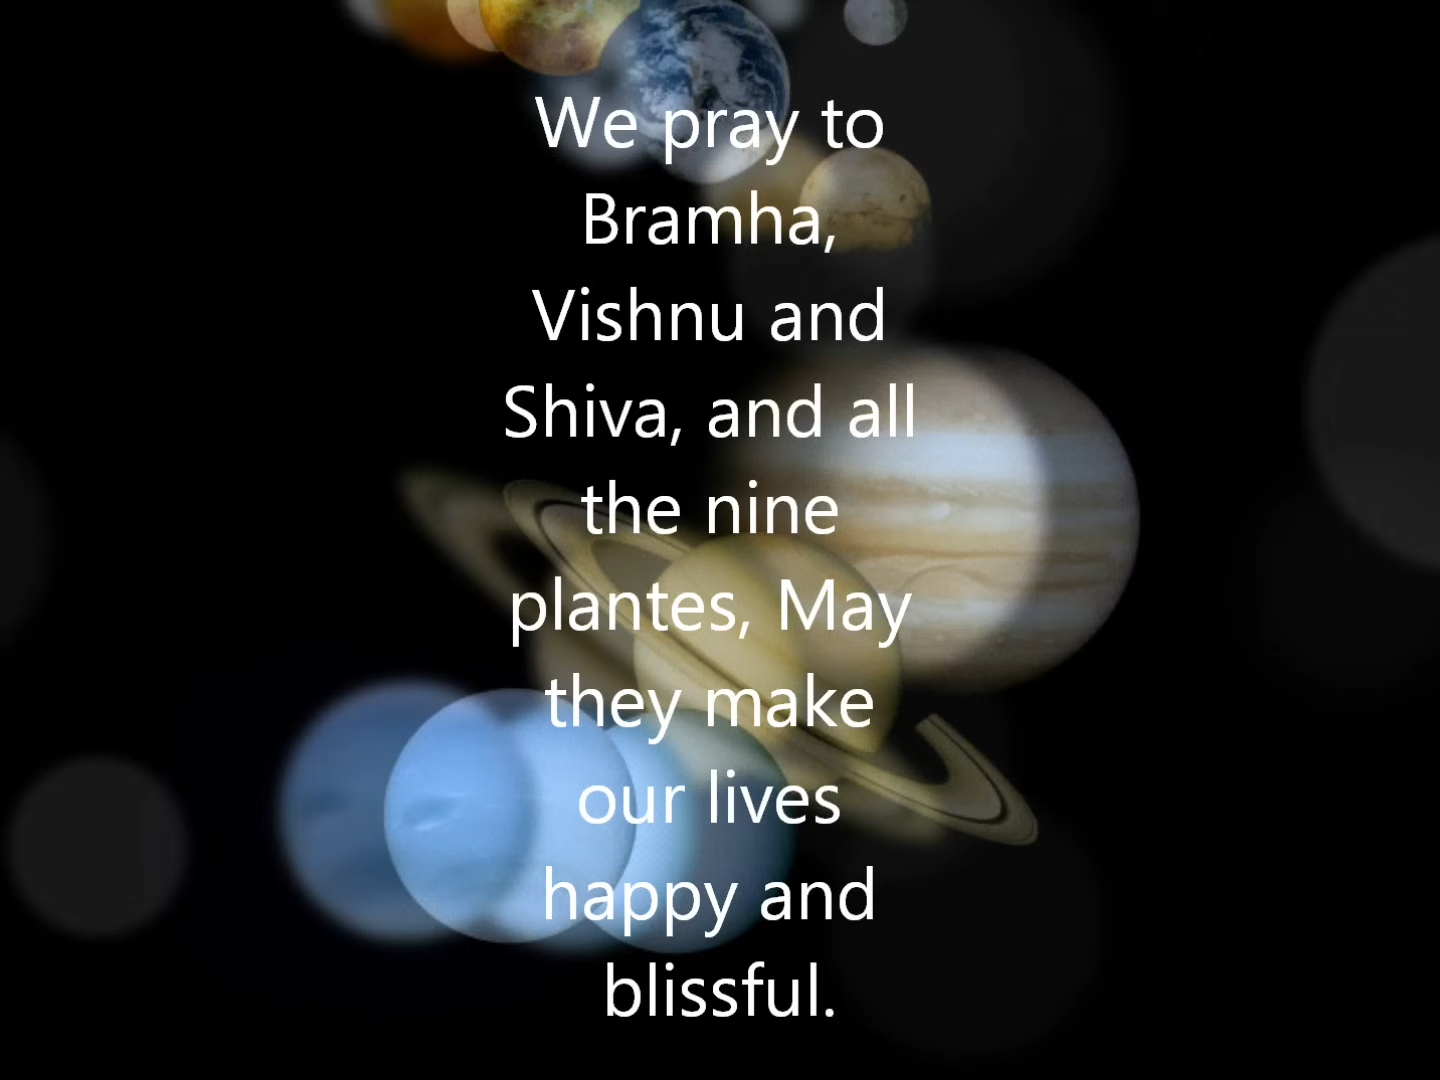 We pray to
Bramha,
Vishnu and
Shiva, and all
the nine
plantes, May
they make
our lives
happy and
blissful.